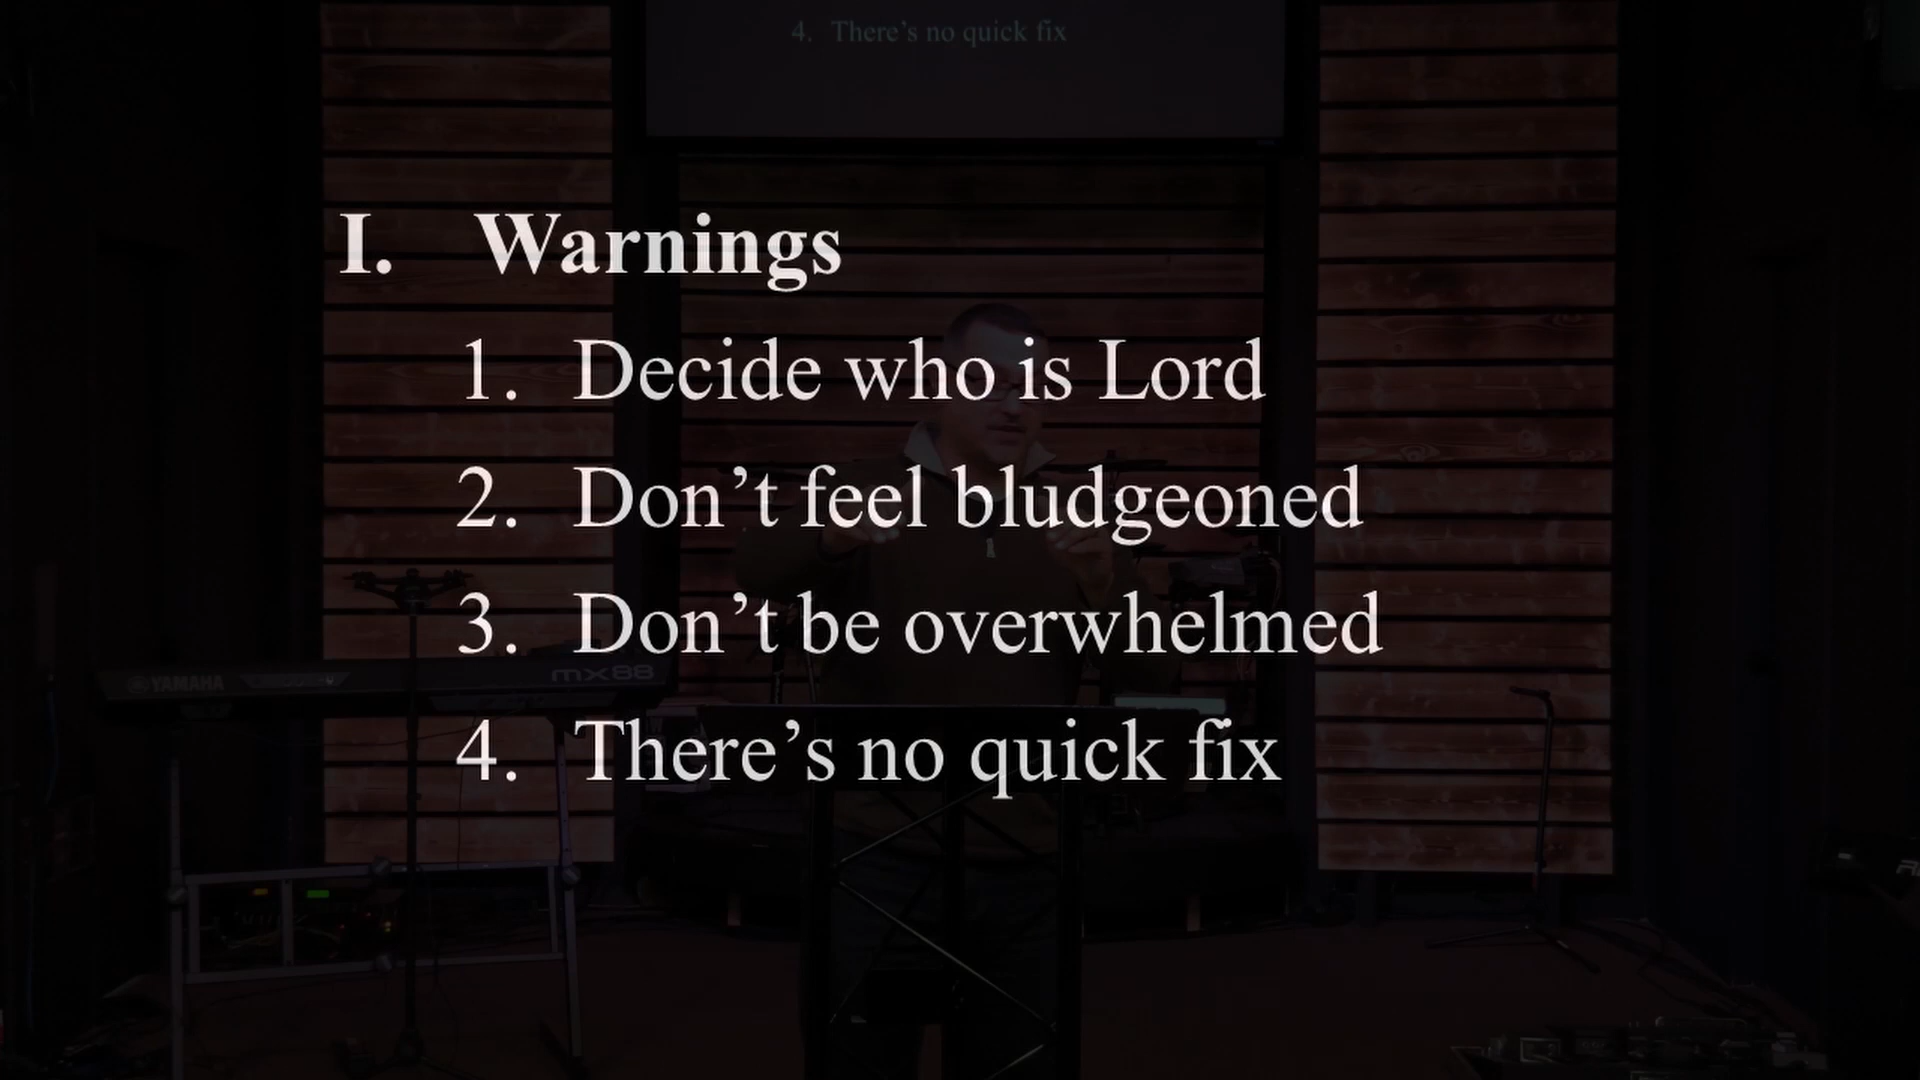 4. There’s no quick fix
I. Warnings
1. Decide who is Lord
2. Don’t feel bludgeoned
3. Don’t be overwhelmed
YAMAHA mx88
4. There’s no quick fix